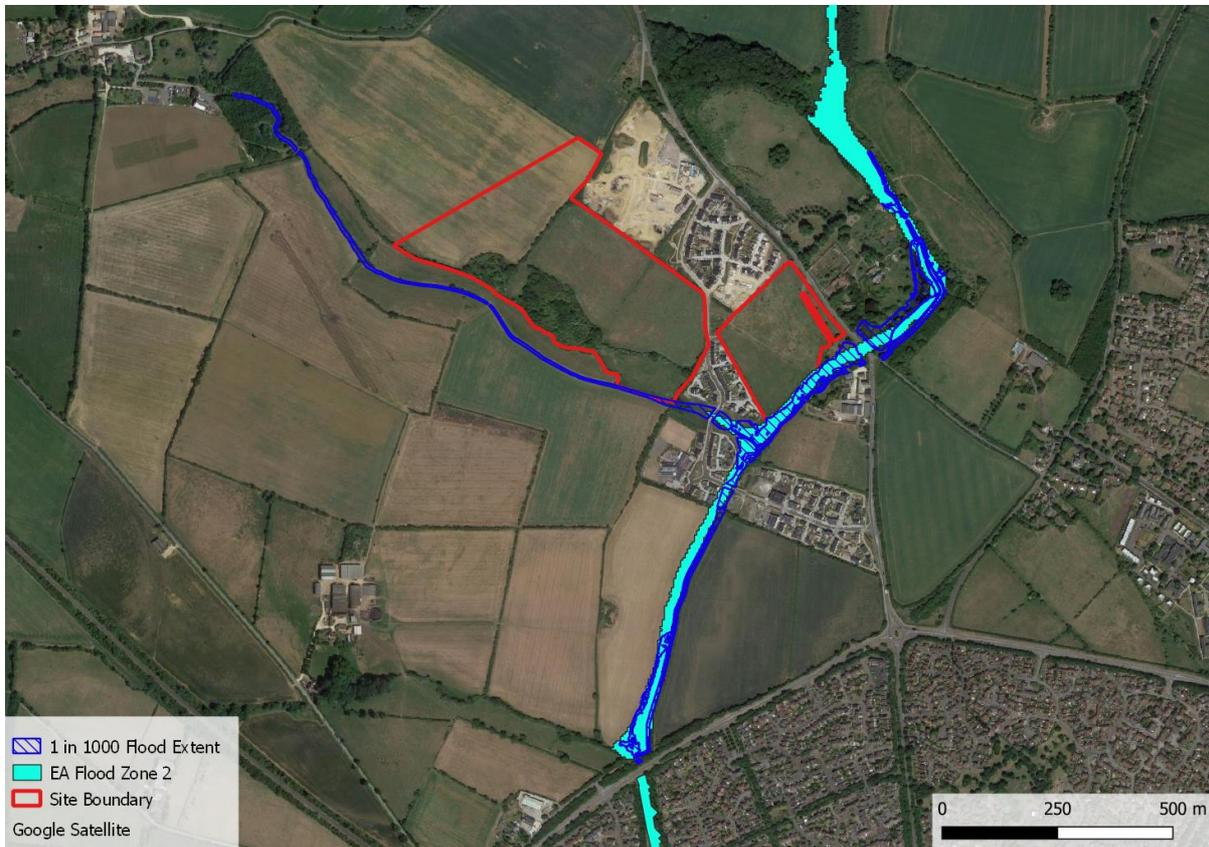 1 in 1000 Flood Extent
EA Flood Zone 2
Site Boundary
Google Satellite
0 250 500 m